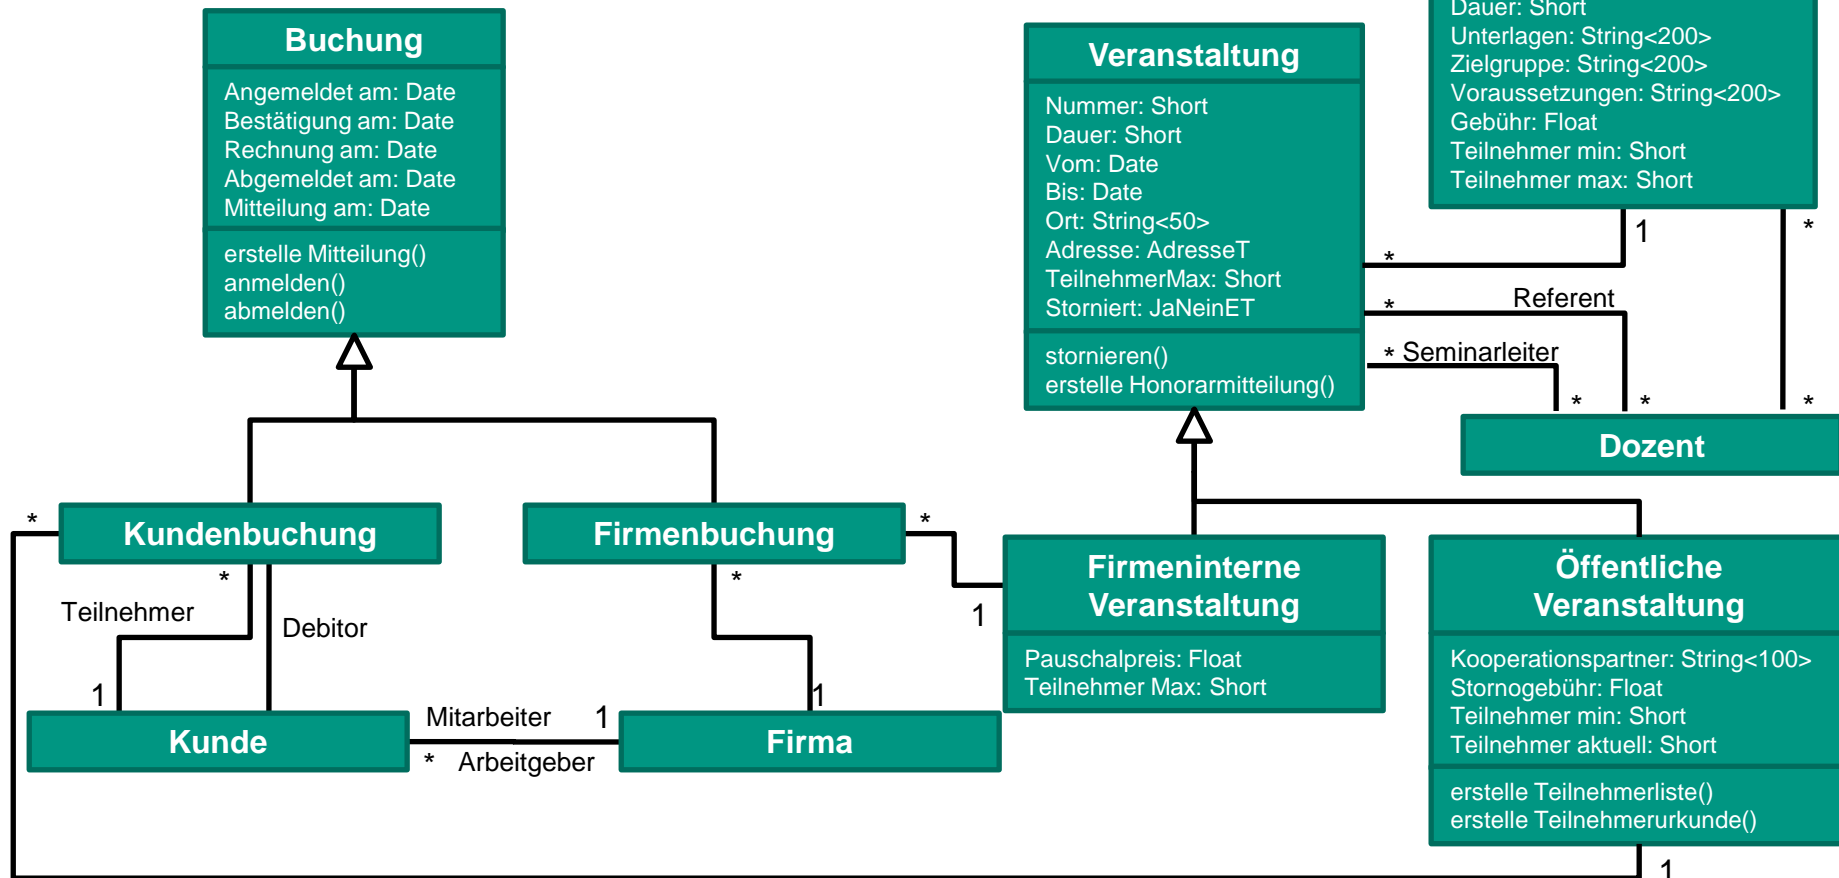 Buchung
Angemeldet am: Date
Bestätigung am: Date
Rechnung am: Date
Abgemeldet am: Date
Mitteilung am: Date
erstelle Mitteilung()
anmelden()
abmelden()
Veranstaltung
Nummer: Short
Dauer: Short
Vom: Date
Bis: Date
Ort: String<50>
Adresse: AdresseT
TeilnehmerMax: Short
Storniert: JaNeinET
stornieren()
erstelle Honorarmitteilung()
Dauer: Short
Unterlagen: String<200>
Zielgruppe: String<200>
Voraussetzungen: String<200>
Gebühr: Float
Teilnehmer min: Short
Teilnehmer max: Short
1
*
*
*
Referent
*
Seminarleiter
*
*
*
Dozent
*
Kundenbuchung
Firmenbuchung
*
*
*
Teilnehmer
Debitor
1
1
1
Kunde
Mitarbeiter
1
*
Arbeitgeber
Firma
Firmeninterne
Veranstaltung
Pauschalpreis: Float
Teilnehmer Max: Short
Öffentliche
Veranstaltung
Kooperationspartner: String<100>
Stornogebühr: Float
Teilnehmer min: Short
Teilnehmer aktuell: Short
erstelle Teilnehmerliste()
erstelle Teilnehmerurkunde()
1